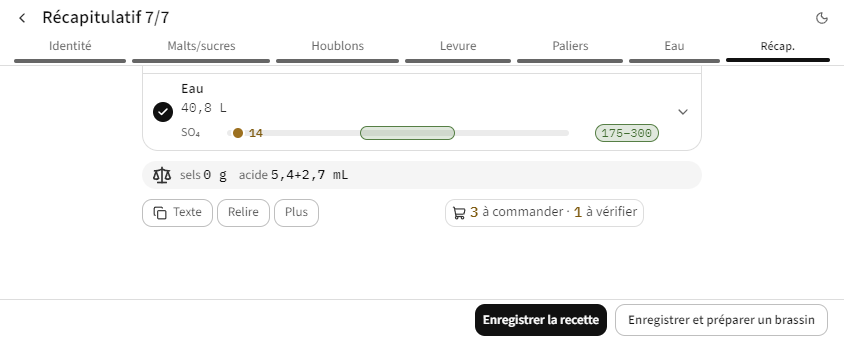 Récapitulatif 7/7
Identité Malts/sucres Houblons Levure Paliers Eau Récap.
Eau
40,8 L
SO₄ 14 175–300
sels 0 g acide 5,4+2,7 mL
Texte Relire Plus 3 à commander · 1 à vérifier
Enregistrer la recette Enregistrer et préparer un brassin